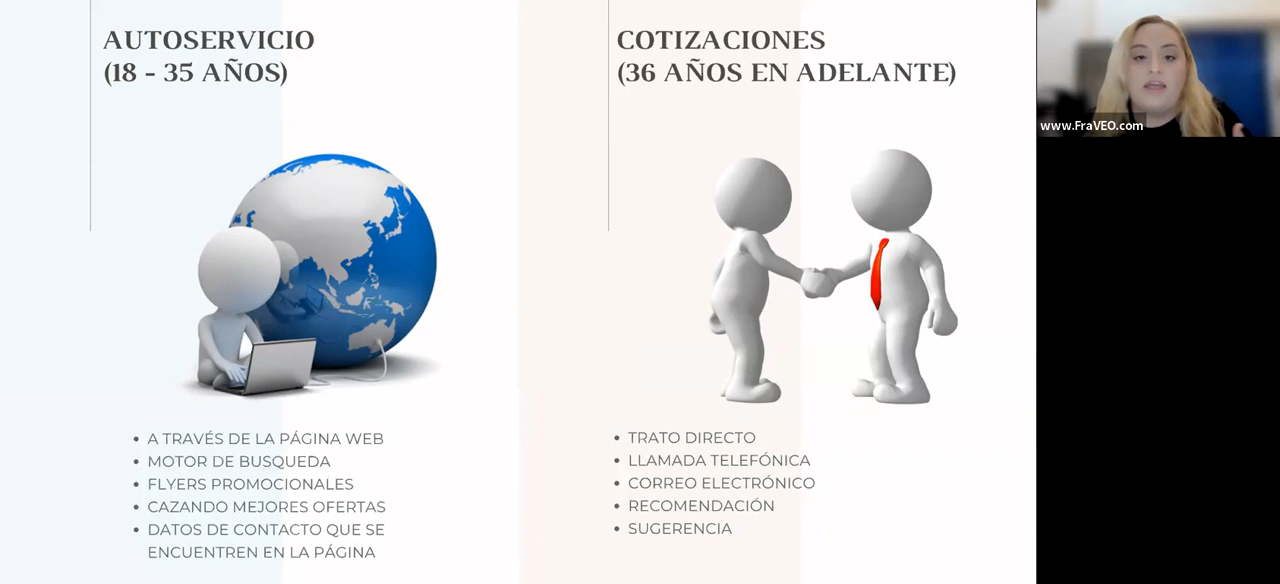 AUTOSERVICIO
(18 - 35 AÑOS)
A TRAVÉS DE LA PÁGINA WEB
MOTOR DE BUSQUEDA
FLYERS PROMOCIONALES
CAZANDO MEJORES OFERTAS
DATOS DE CONTACTO QUE SE
ENCUENTREN EN LA PÁGINA
COTIZACIONES
(36 AÑOS EN ADELANTE)
TRATO DIRECTO
LLAMADA TELEFÓNICA
CORREO ELECTRÓNICO
RECOMENDACIÓN
SUGERENCIA
www.FraVEO.com